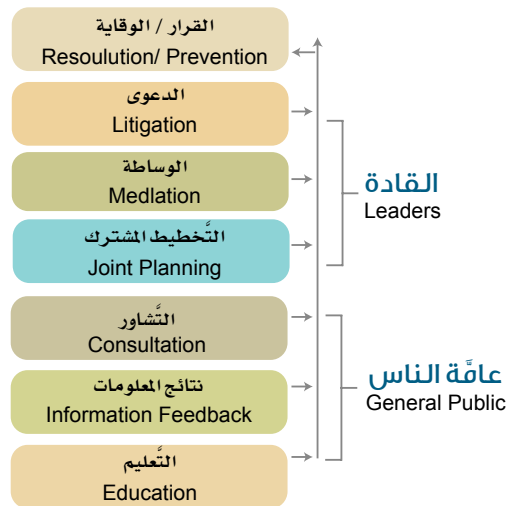 القرار / الوقاية
Resoulution/ Prevention
الدعوى
Litigation
الوساطة
Medlation
التَّخطيط المشترك
Joint Planning
القادة
Leaders
التَّشاور
Consultation
نتائج المعلومات
Information Feedback
عافَّة الناس
General Public
التَّعليم
Education